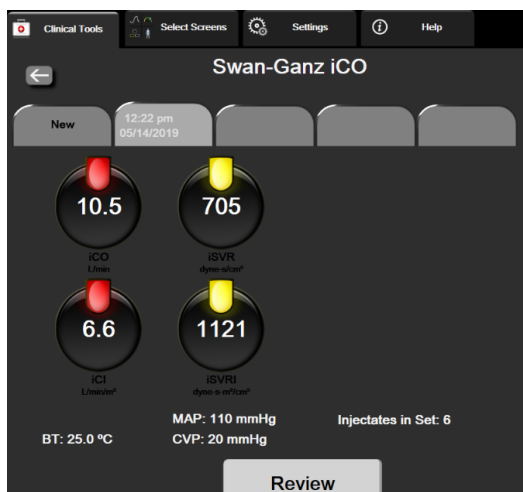 Clinical Tools
Select Screens
Settings
Help
Swan-Ganz iCO
New
12:22 pm
05/14/2019
10.5
705
iCO
iSVR
L/min
dyne-s/cm⁵
6.6
1121
iCI
iSVRI
L/min/m²
dyne-s-m²/cm⁵
MAP: 110 mmHg
Injectates in Set: 6
BT: 25.0 ºC
CVP: 20 mmHg
Review